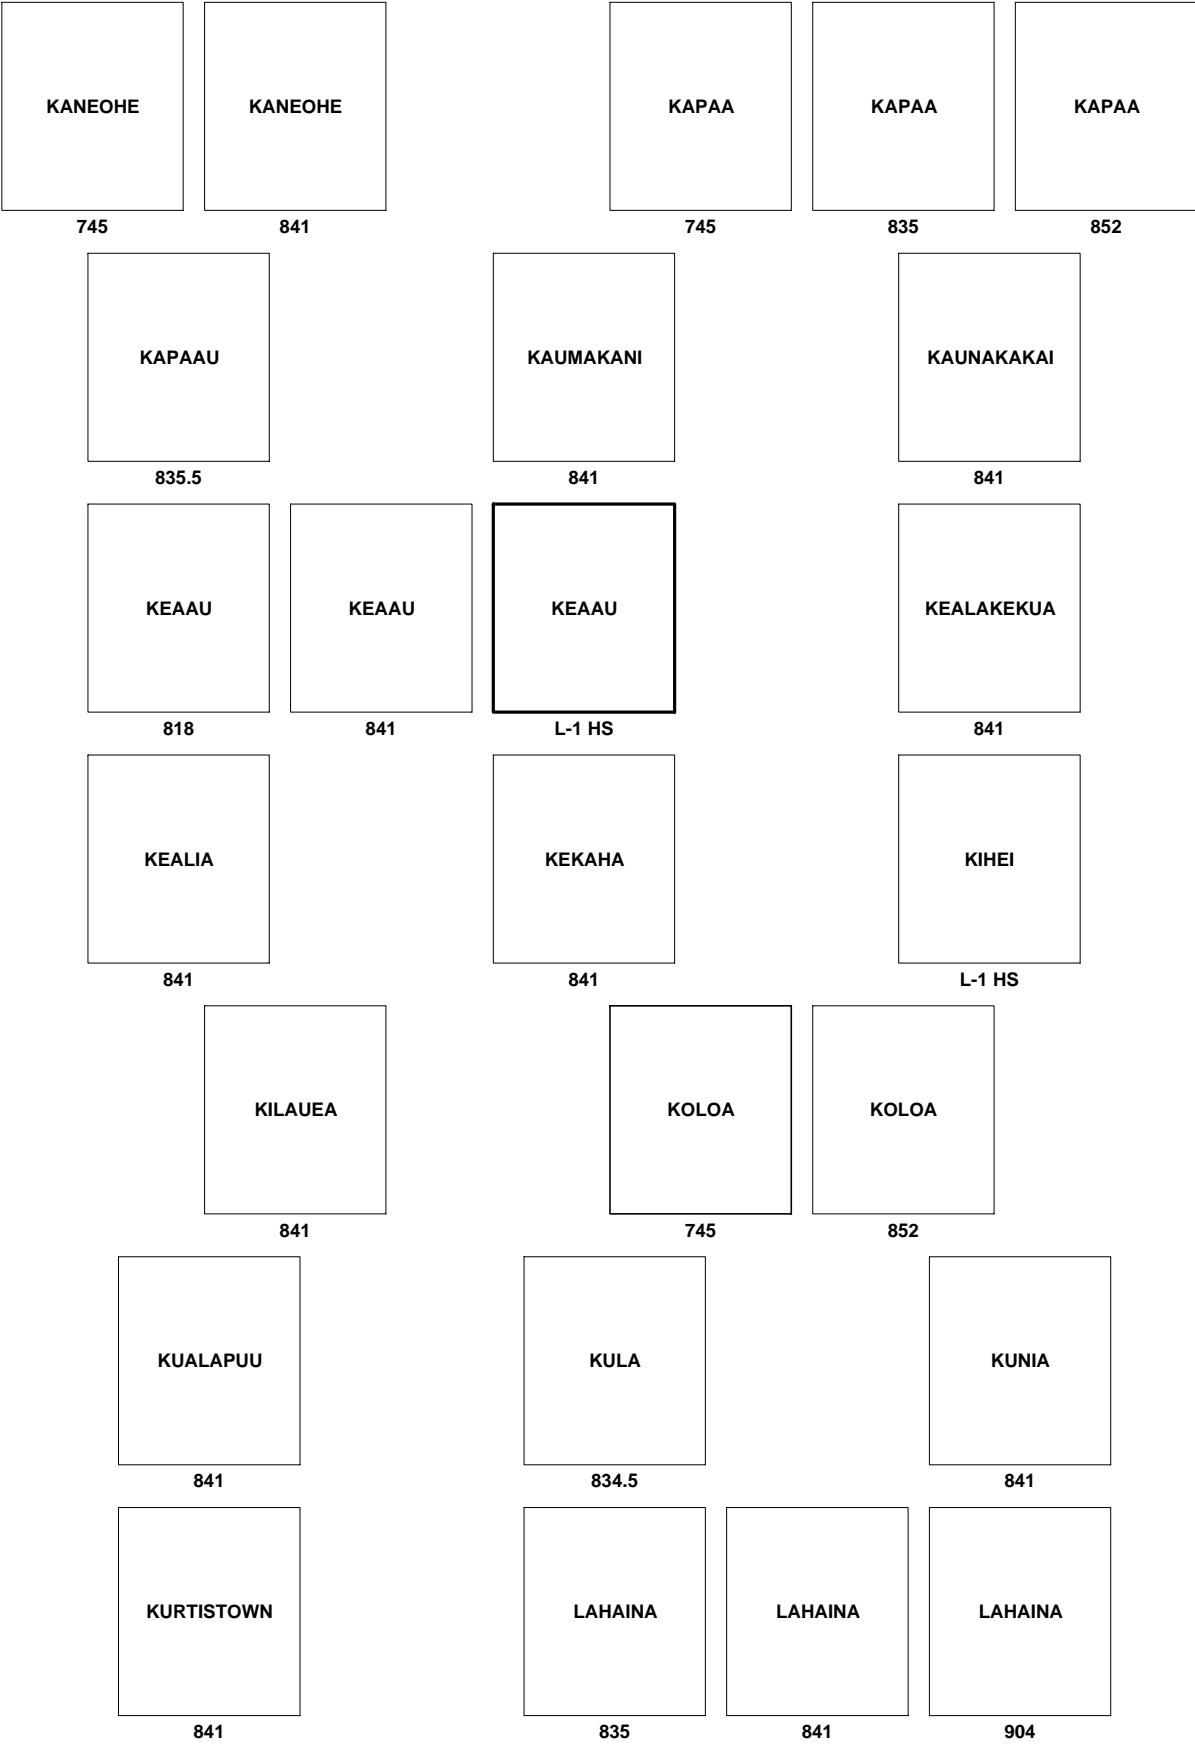 KANEOHE KANEOHE KAPAA KAPAA KAPAA
745 841 745 835 852
KAPAAU KAUMAKANI KAUNAKAKAI
835.5 841 841
KEAAU KEAAU KEAAU KEALAKEKUA
818 841 L-1 HS 841
KEALIA KEKAHA KIHEI
841 841 L-1 HS
KILAUEA KOLOA KOLOA
841 745 852
KUALAPUU KULA KUNIA
841 834.5 841
KURTISTOWN LAHAINA LAHAINA LAHAINA
841 835 841 904